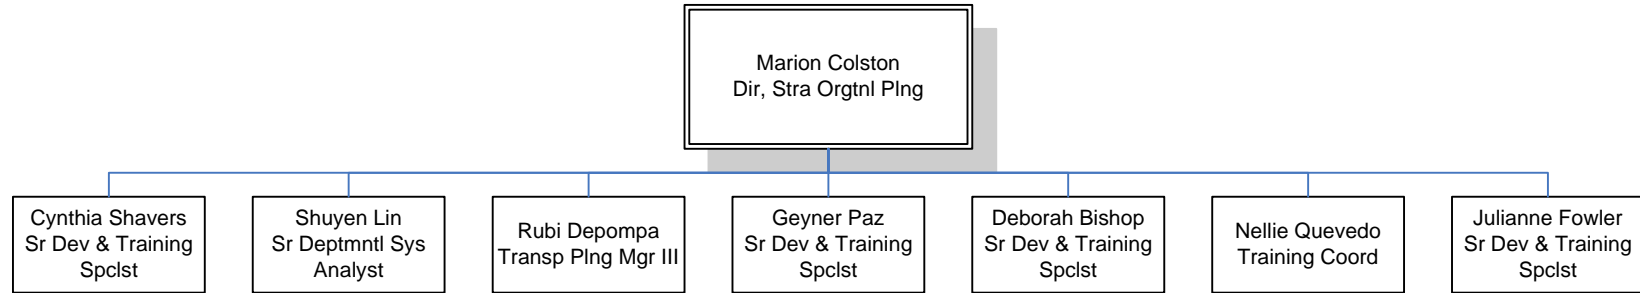 Marion Colston
Dir, Stra Orgtnl Plng
Cynthia Shavers
Sr Dev & Training
Spclst
Shuyen Lin
Sr Deptmntl Sys
Analyst
Rubi Depompa
Transp Plng Mgr III
Geyner Paz
Sr Dev & Training
Spclst
Deborah Bishop
Sr Dev & Training
Spclst
Nellie Quevedo
Training Coord
Julianne Fowler
Sr Dev & Training
Spclst